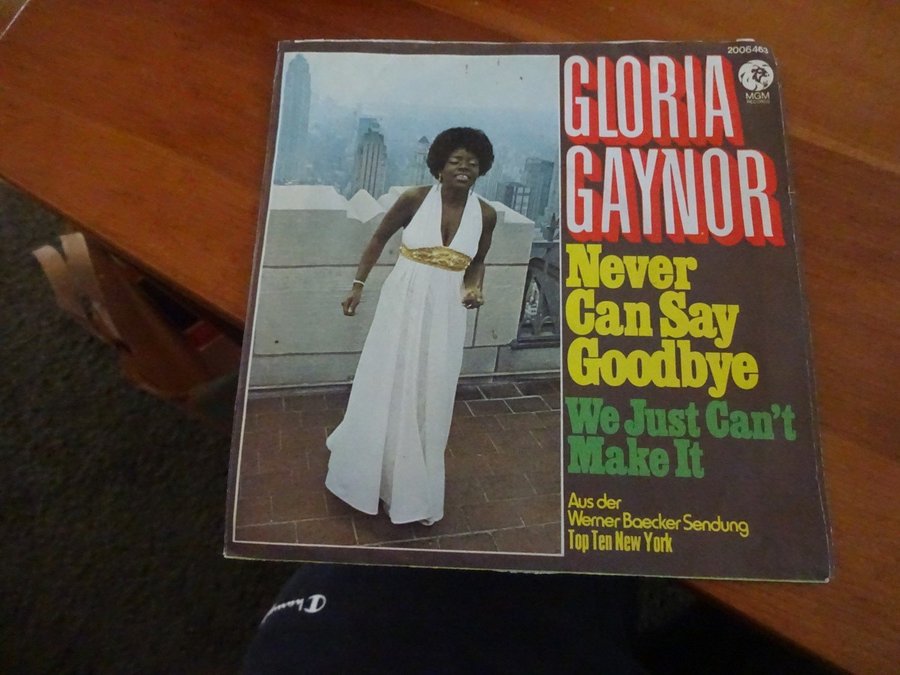 2006463
GLORIA
GAYNOR
MGM
RECORDS
Never
Can Say
Goodbye
We Just Can't
Make It
Aus der
Werner Baecker Sendung
Top Ten New York